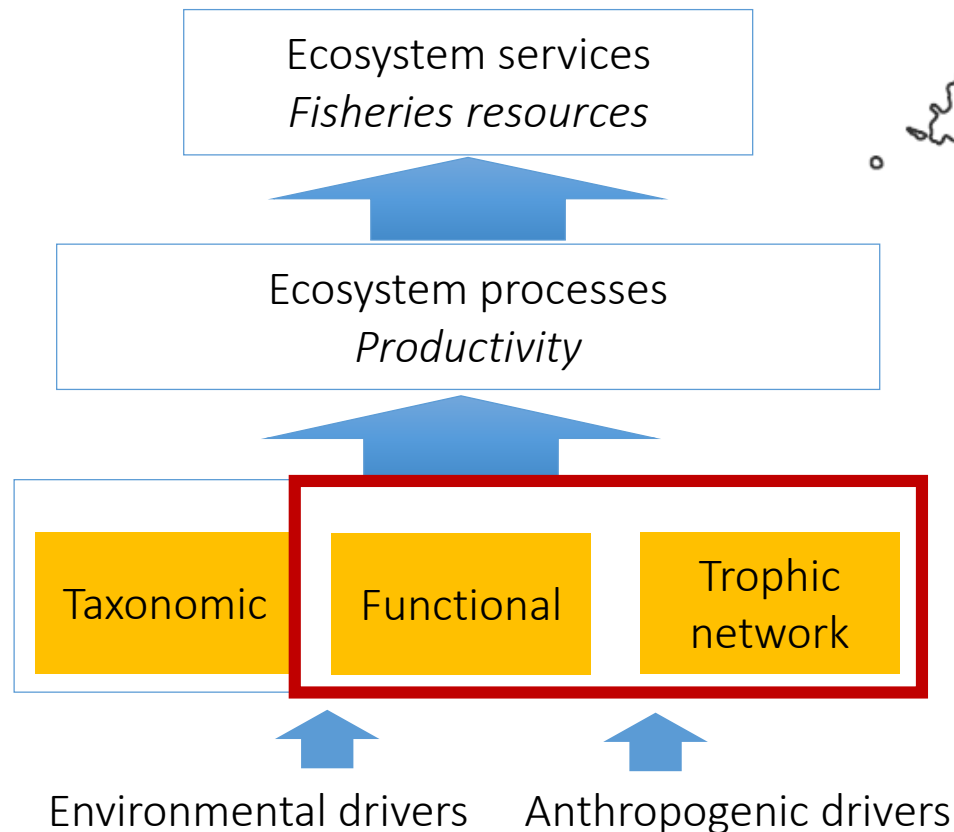 Ecosystem services
Fisheries resources
Ecosystem processes
Productivity
Taxonomic
Functional
Trophic
network
Environmental drivers
Anthropogenic drivers